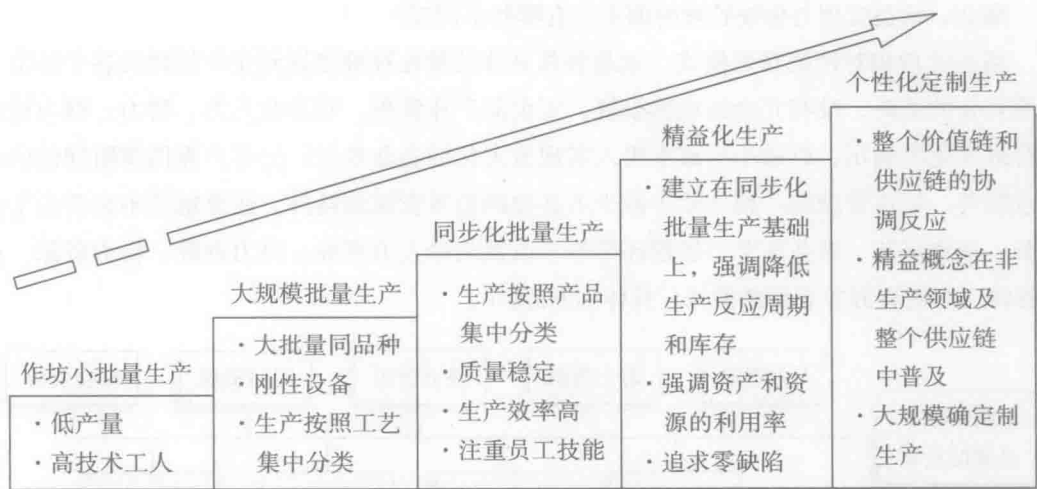 作坊小批量生产
· 低产量
· 高技术工人
大规模批量生产
· 大批量同品种
· 刚性设备
· 生产按照工艺
集中分类
同步化批量生产
· 生产按照产品
集中分类
· 质量稳定
· 生产效率高
· 注重员工技能
精益化生产
· 建立在同步化
批量生产基础
上，强调降低
生产反应周期
和库存
· 强调资产和资
源的利用率
· 追求零缺陷
个性化定制生产
· 整个价值链和
供应链的协
调反应
· 精益概念在非
生产领域及
整个供应链
中普及
· 大规模确定制
生产